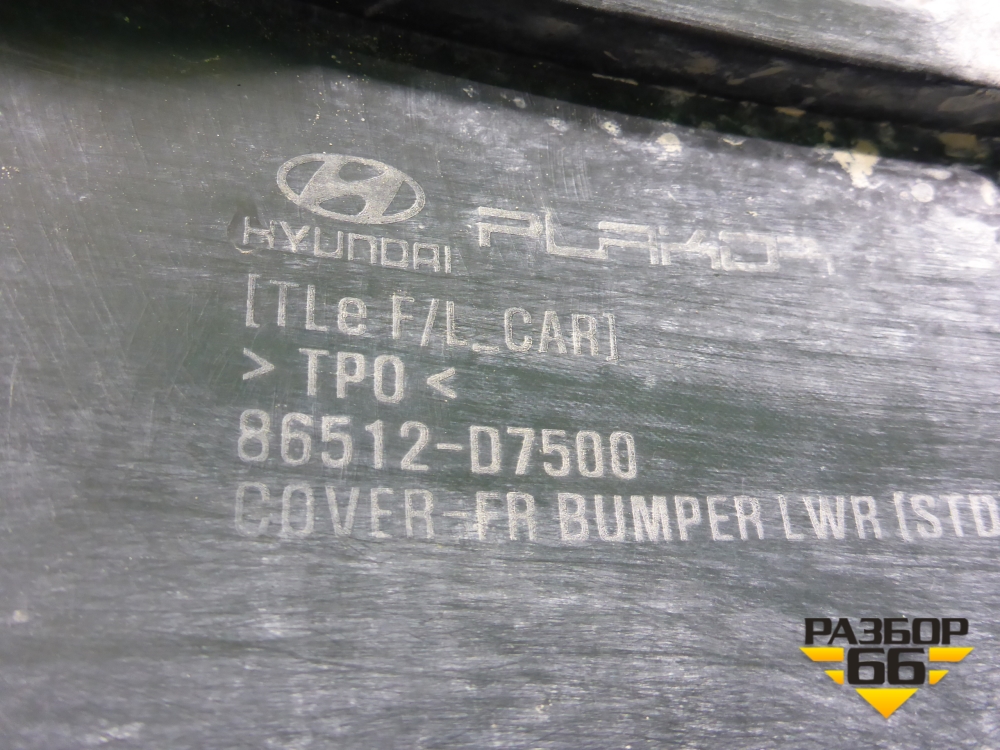 HYUNDAI PLAKOR
[TLe F/L_CAR]
> TPO <
86512-D7500
COVER-FR BUMPER LWR [STD
РАЗБОР
66